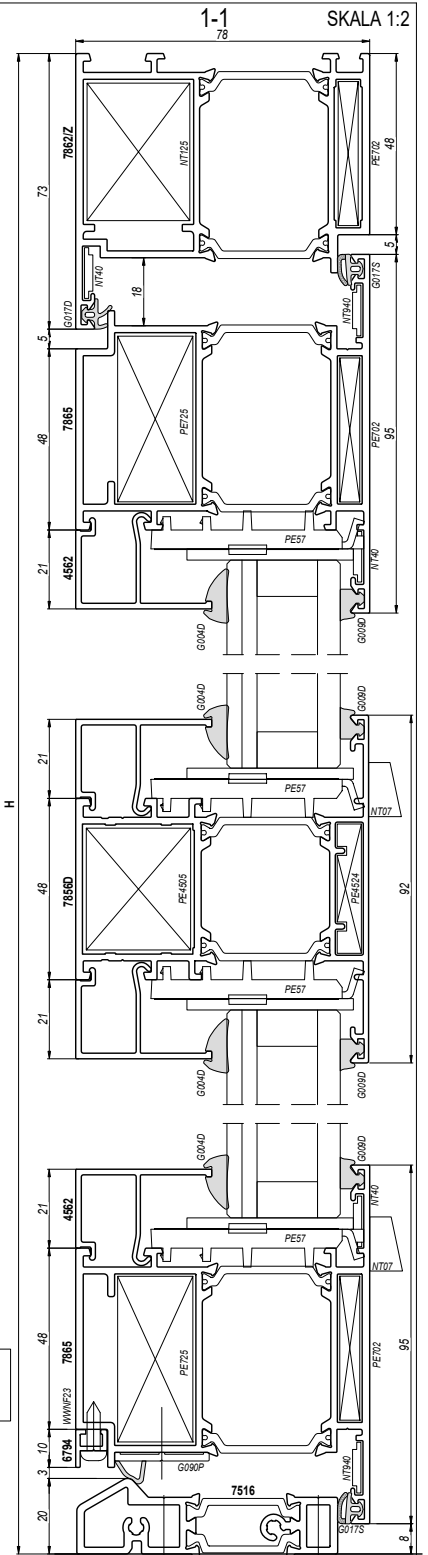 1-1
SKALA 1:2
78
7862/Z
NT125
PE702
48
73
5
G017S
NT40
18
G017D
NT940
5
7865
PE725
PE702
95
48
4562
21
PE57
NT40
G004D
G009D
G004D
G009D
21
PE57
NT07
H
7856D
48
PE4505
PE4524
92
21
PE57
G004D
G009D
G004D
G009D
4562
21
NT40
PE57
NT07
7865
48
PE725
PE702
95
WWNF23
6794
10
3
G090P
NT940
7516
20
G017S
8